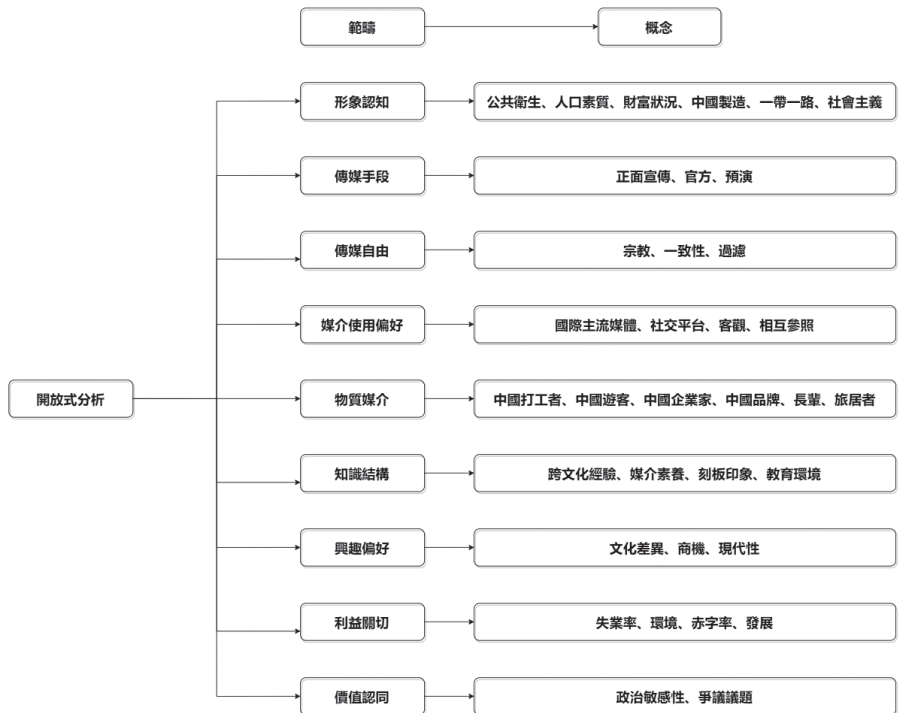 範疇
概念
形象認知
公共衛生、人口素質、財富狀況、中國製造、一帶一路、社會主義
傳媒手段
正面宣傳、官方、預演
傳媒自由
宗教、一致性、過濾
媒介使用偏好
國際主流媒體、社交平台、客觀、相互參照
開放式分析
物質媒介
中國打工者、中國遊客、中國企業家、中國品牌、長輩、旅居者
知識結構
跨文化經驗、媒介素養、刻板印象、教育環境
興趣偏好
文化差異、商機、現代性
利益關切
失業率、環境、赤字率、發展
價值認同
政治敏感性、爭議議題